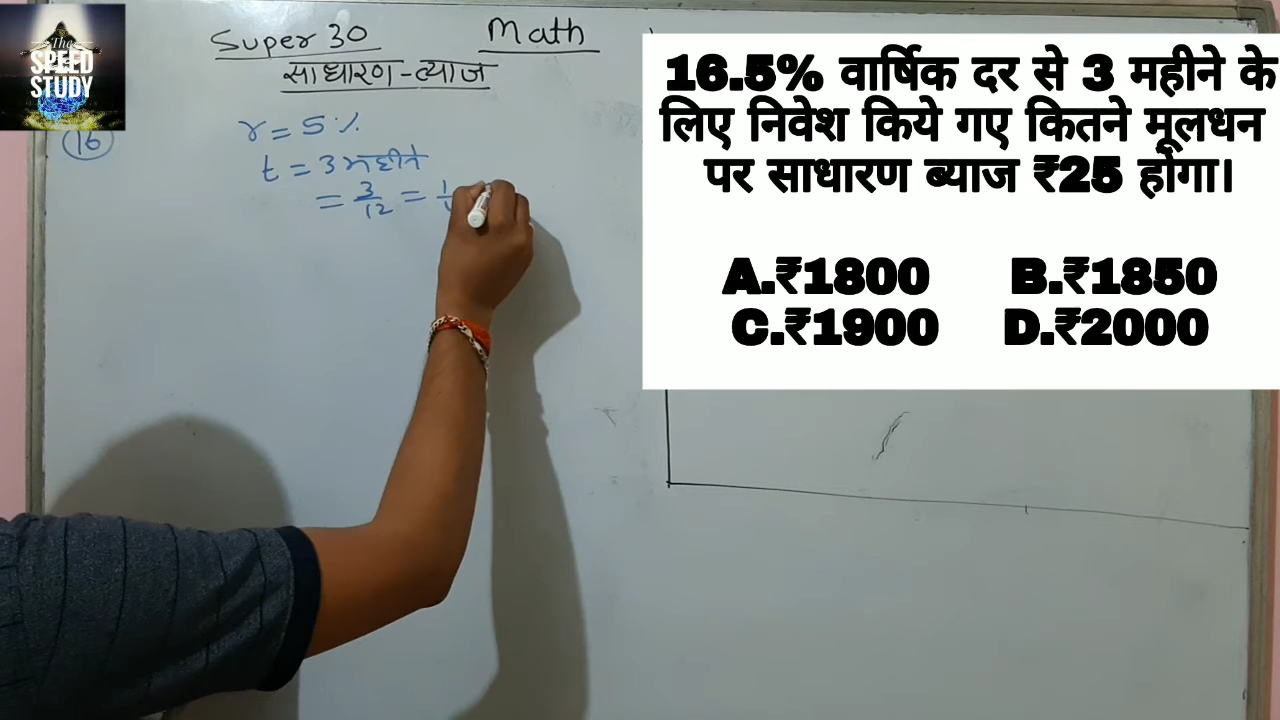 The
SPEED
STUDY
Super 30 Math
साधारण-ब्याज
16
r = 5%
t = 3 महीने
= 3/12 = 1/
16.5% वार्षिक दर से 3 महीने के
लिए निवेश किये गए कितने मूलधन
पर साधारण ब्याज ₹25 होगा।
A.₹1800 B.₹1850
C.₹1900 D.₹2000